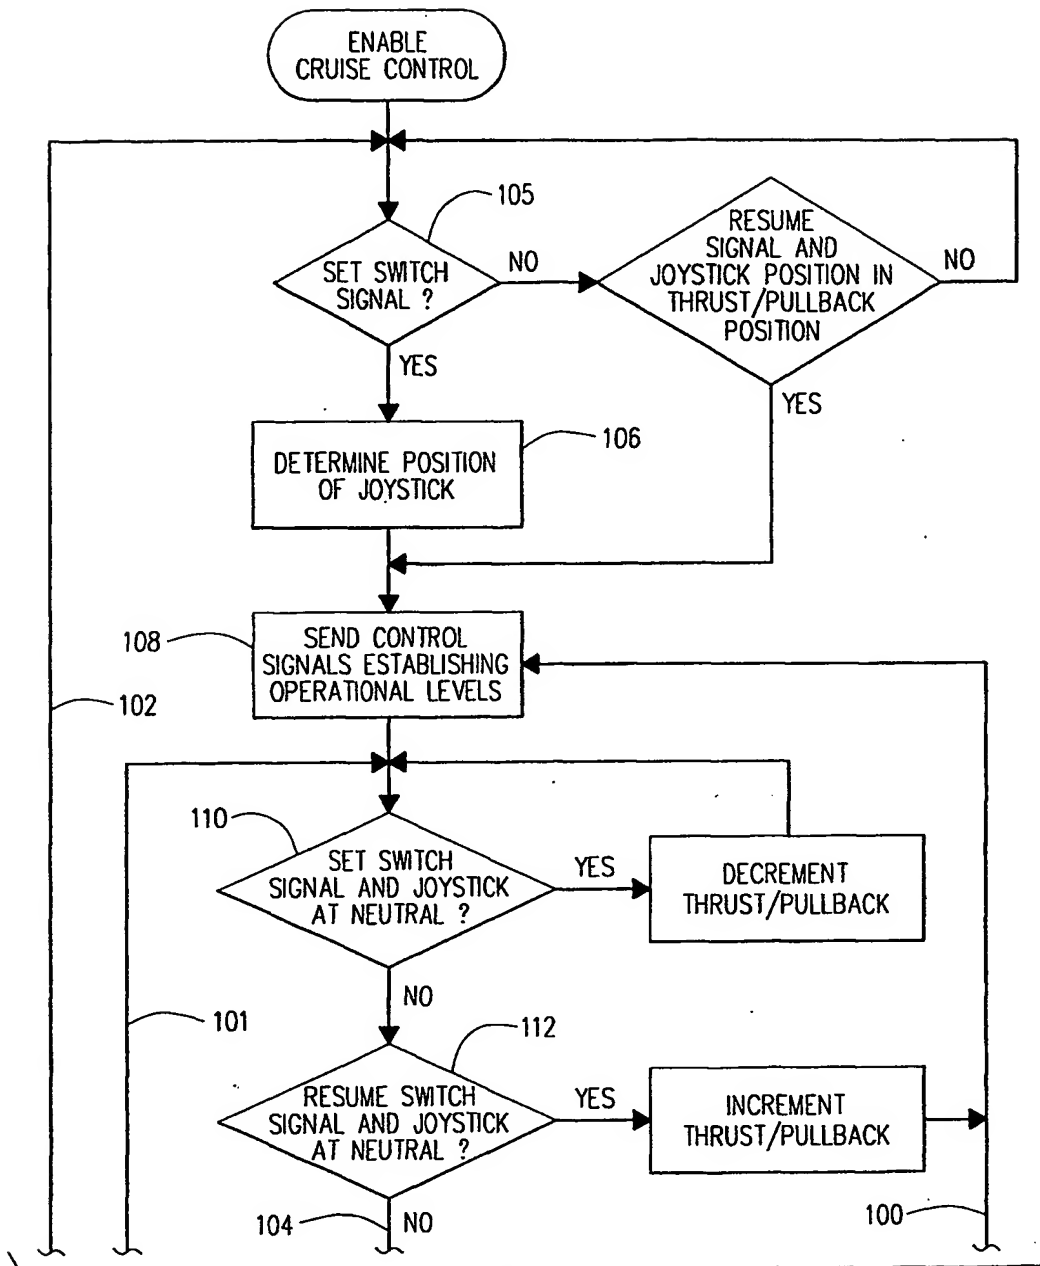 ENABLE
CRUISE CONTROL
105
SET SWITCH
SIGNAL ?
NO
RESUME
SIGNAL AND
JOYSTICK POSITION IN
THRUST/PULLBACK
POSITION
NO
YES
YES
106
DETERMINE POSITION
OF JOYSTICK
108
SEND CONTROL
SIGNALS ESTABLISHING
OPERATIONAL LEVELS
102
110
SET SWITCH
SIGNAL AND JOYSTICK
AT NEUTRAL ?
YES
DECREMENT
THRUST/PULLBACK
NO
101
112
RESUME SWITCH
SIGNAL AND JOYSTICK
AT NEUTRAL ?
YES
INCREMENT
THRUST/PULLBACK
104
NO
100